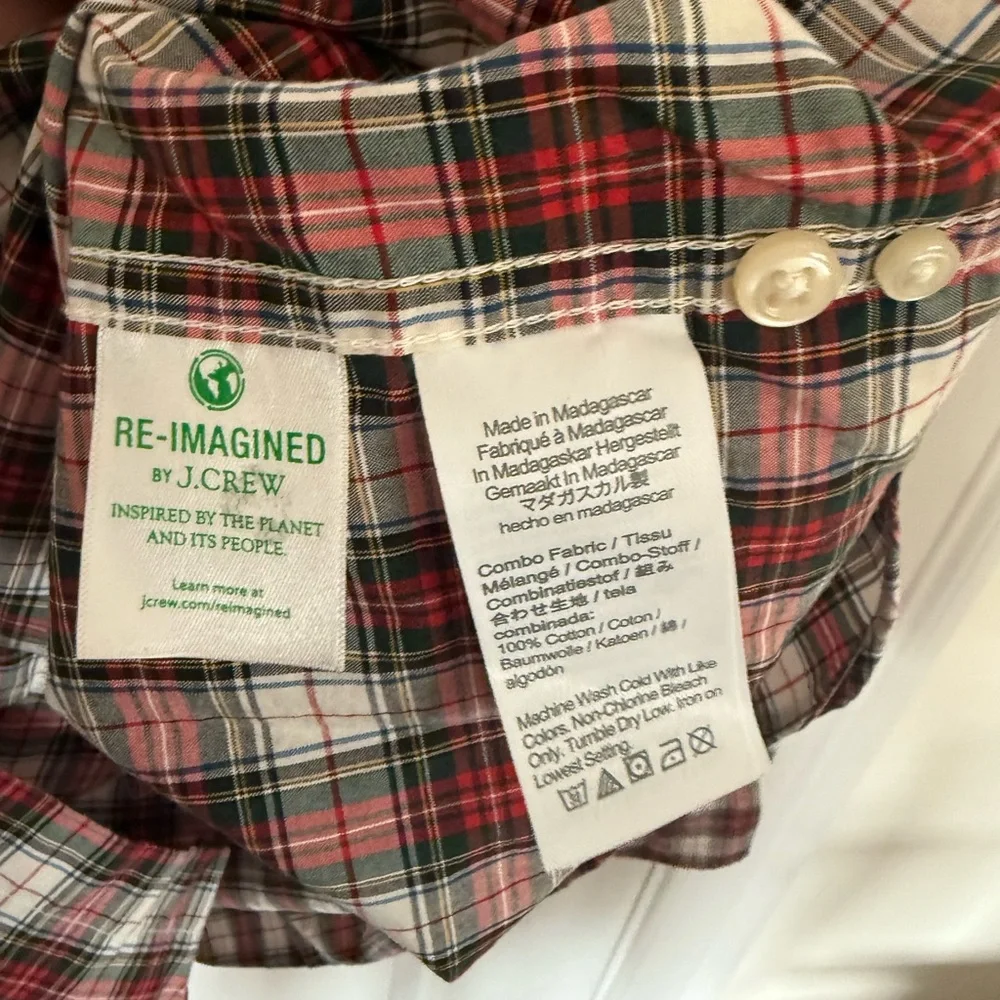 RE-IMAGINED
BY J.CREW
INSPIRED BY THE PLANET
AND ITS PEOPLE.
Learn more at
jcrew.com/reimagined
Made in Madagascar
Fabriqué à Madagascar
In Madagaskar Hergestellt
Gemaakt In Madagascar
マダガスカル製
hecho en madagascar
Combo Fabric / Tissu
Mélangé / Combo-Stoff /
Combinatiestof / 組み
合わせ生地 / tela
combinada:
100% Cotton / Coton /
Baumwolle / Katoen / 綿 /
algodón
Machine Wash Cold With Like
Colors. Non-Chlorine Bleach
Only. Tumble Dry Low. Iron on
Lowest Setting.